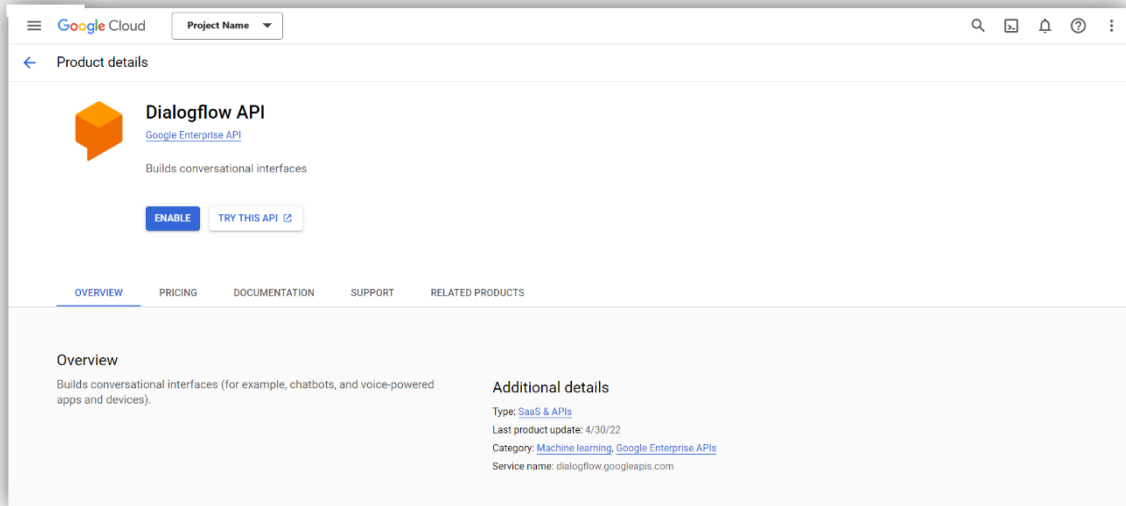 Google Cloud
Project Name
Product details
Dialogflow API
Google Enterprise API
Builds conversational interfaces
ENABLE
TRY THIS API
OVERVIEW PRICING DOCUMENTATION SUPPORT RELATED PRODUCTS
Overview
Builds conversational interfaces (for example, chatbots, and voice-powered
apps and devices).
Additional details
Type: SaaS & APIs
Last product update: 4/30/22
Category: Machine learning, Google Enterprise APIs
Service name: dialogflow.googleapis.com